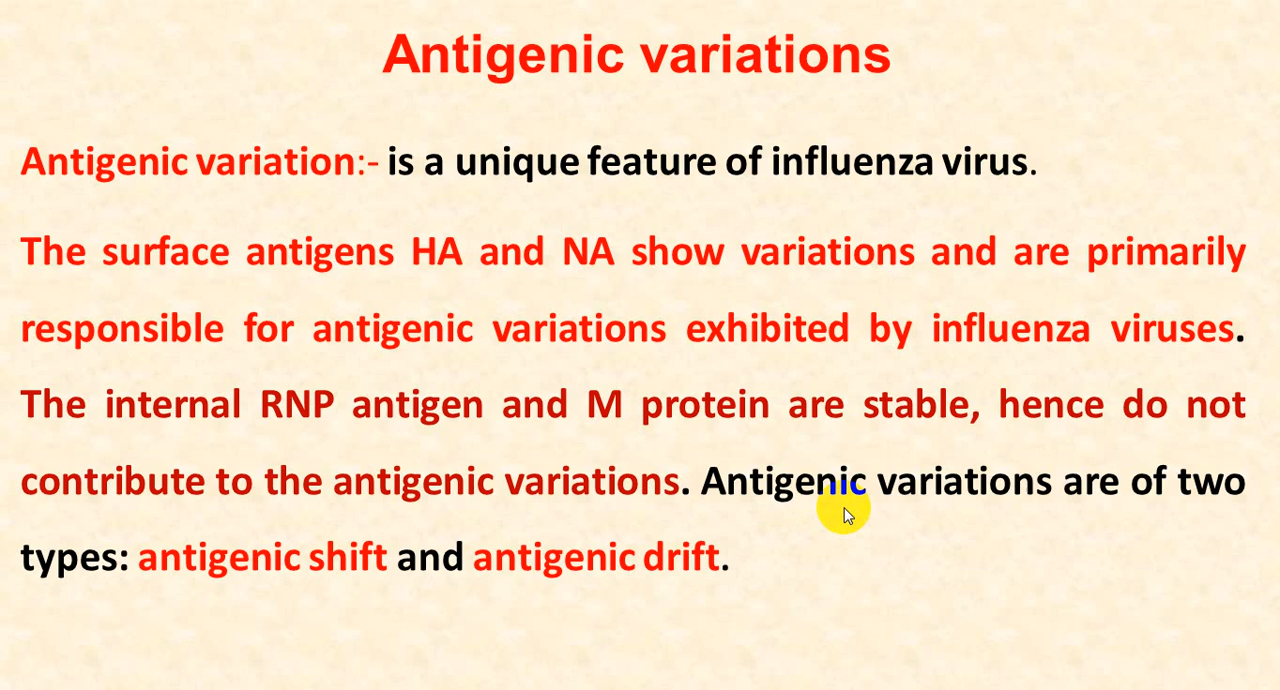 Antigenic variations
Antigenic variation:- is a unique feature of influenza virus.
The surface antigens HA and NA show variations and are primarily
responsible for antigenic variations exhibited by influenza viruses.
The internal RNP antigen and M protein are stable, hence do not
contribute to the antigenic variations. Antigenic variations are of two
types: antigenic shift and antigenic drift.